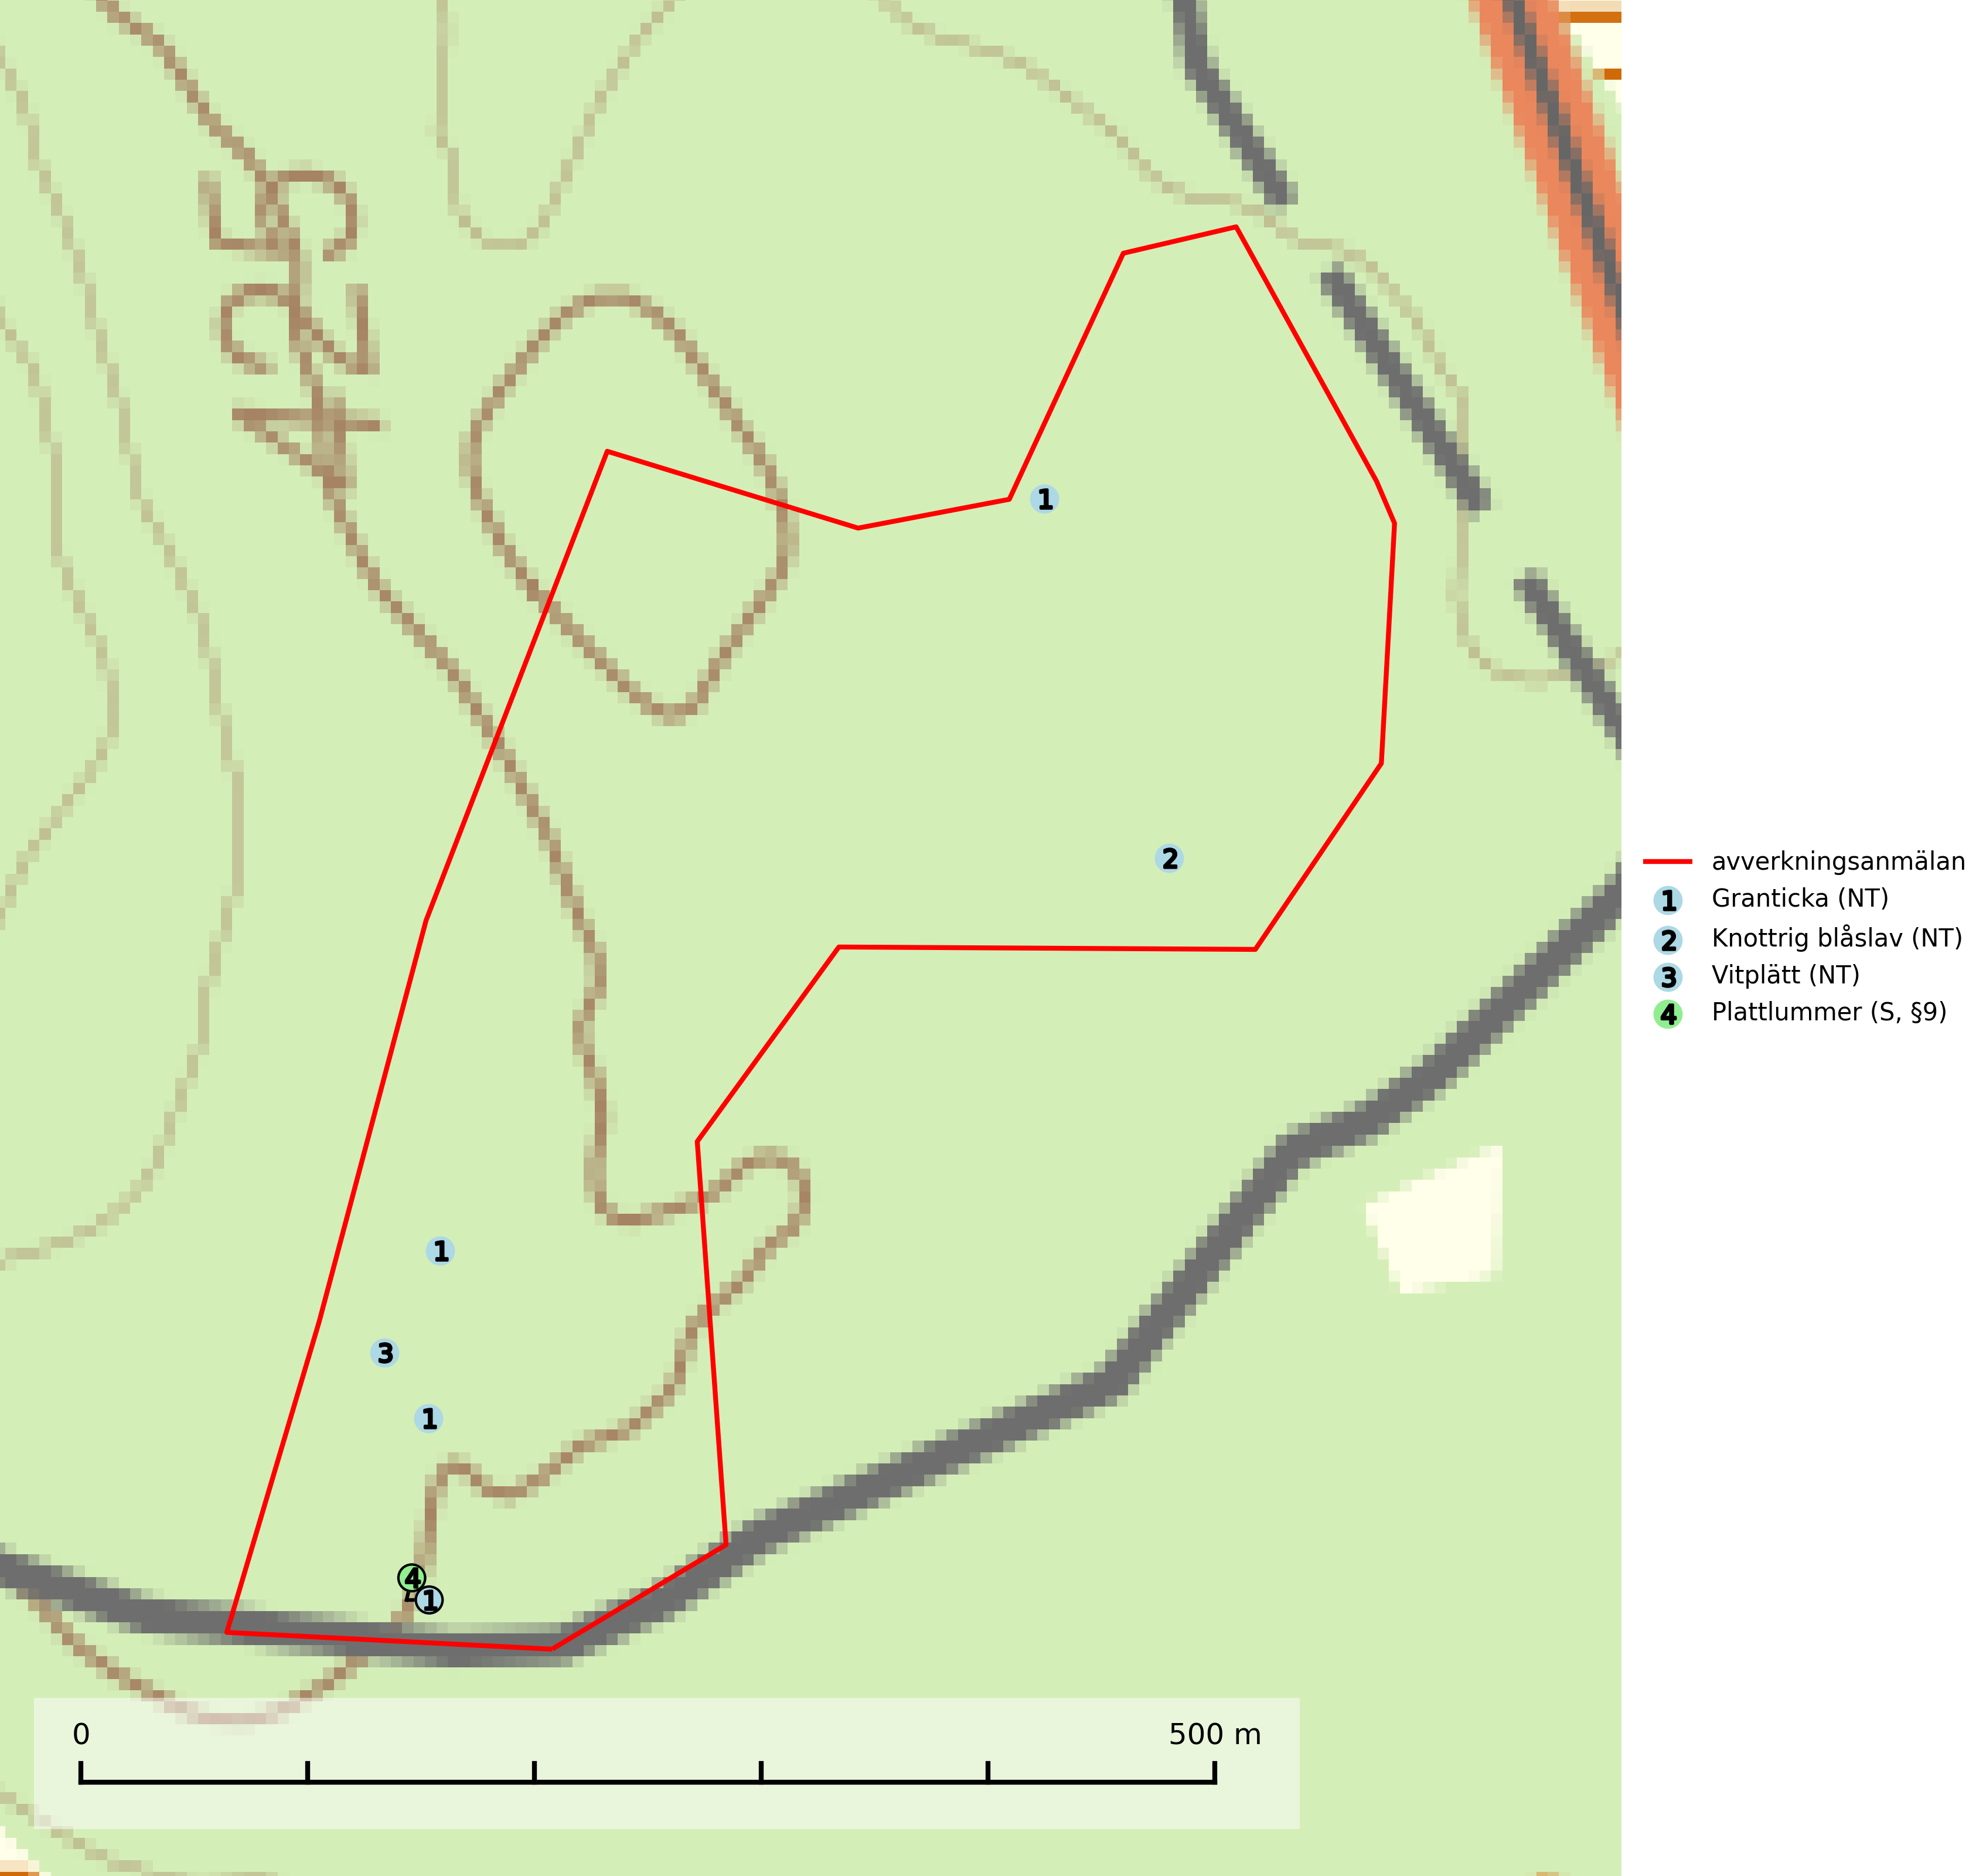 425
1
2
1
3
1
4
1
0 500 m
avverkningsanmälan
1 Granticka (NT)
2 Knottrig blåslav (NT)
3 Vitplätt (NT)
4 Plattlummer (S, §9)